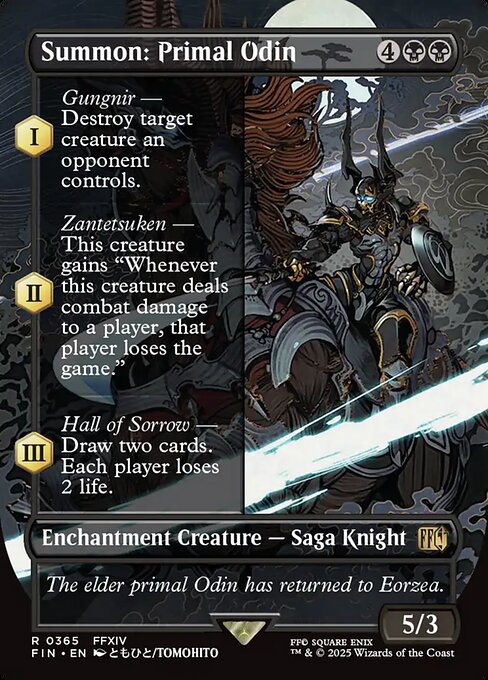 Summon: Primal Odin 4
I
Gungnir —
Destroy target
creature an
opponent
controls.
II
Zantetsuken —
This creature
gains “Whenever
this creature deals
combat damage
to a player, that
player loses the
game.”
III
Hall of Sorrow —
Draw two cards.
Each player loses
2 life.
Enchantment Creature — Saga Knight FFXIV
The elder primal Odin has returned to Eorzea.
5/3
R 0365 FFXIV
FIN • EN ともひと/TOMOHITO
FF© SQUARE ENIX
™ & © 2025 Wizards of the Coast